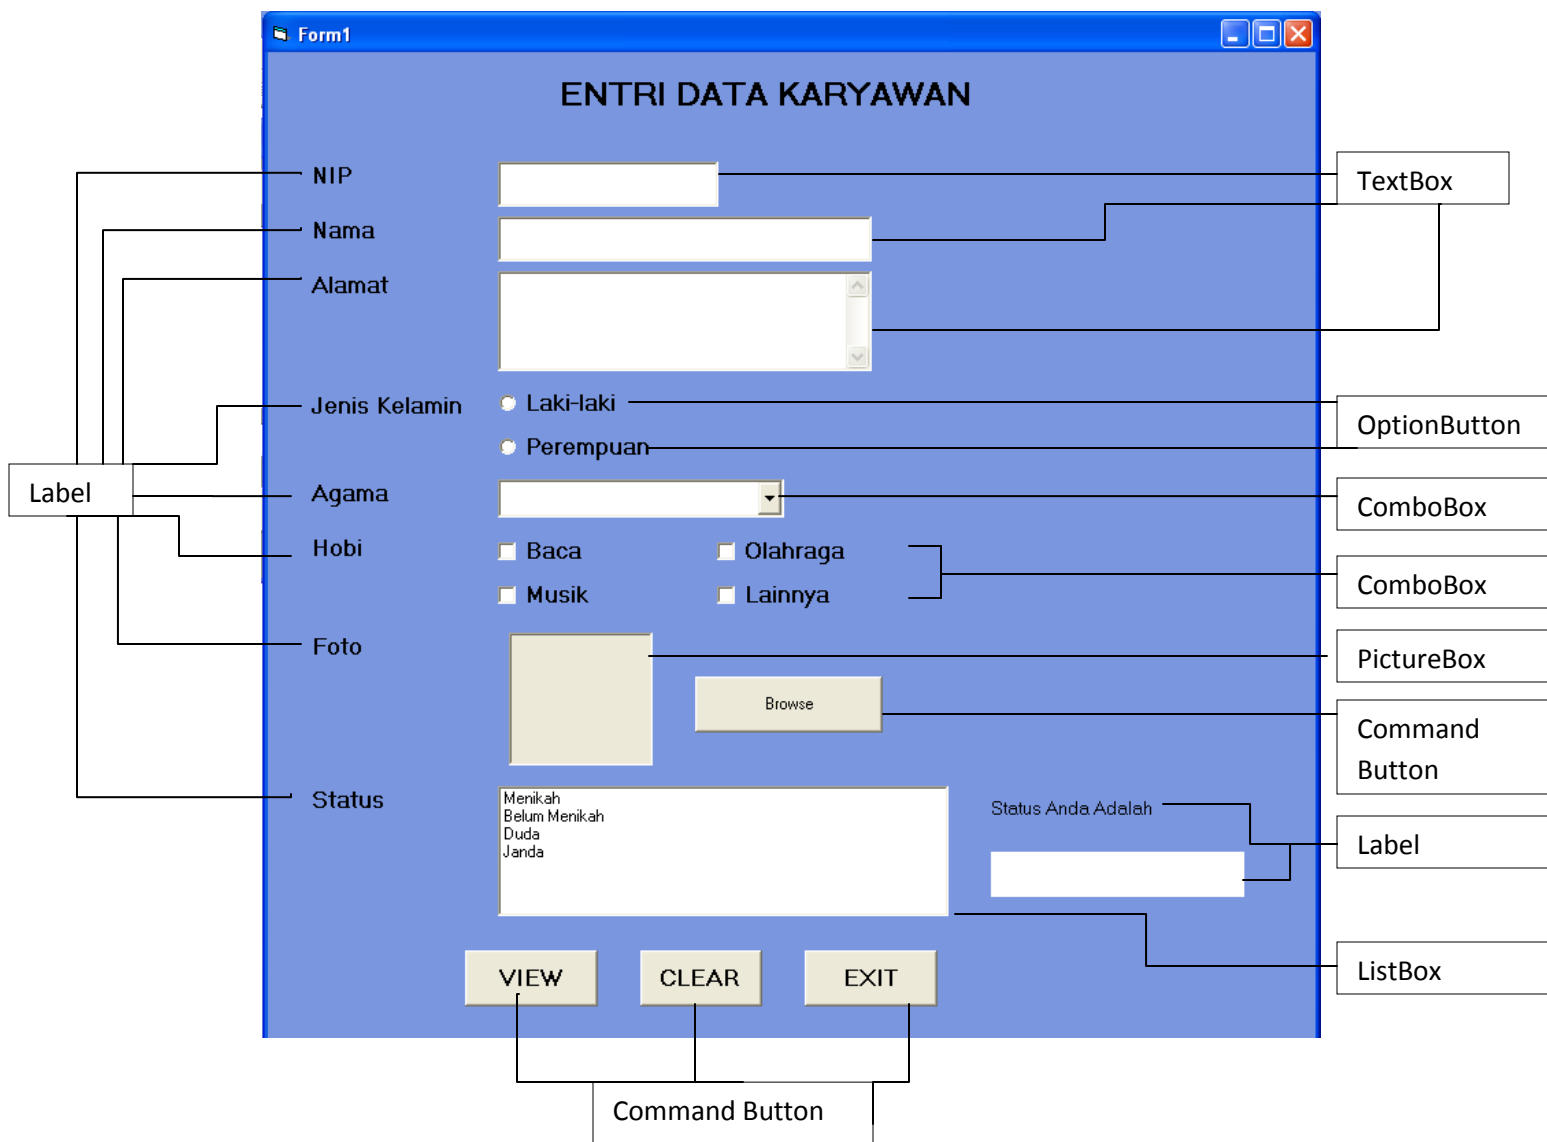 Form1
ENTRI DATA KARYAWAN
NIP
TextBox
Nama
Alamat
Jenis Kelamin
Laki-laki
OptionButton
Perempuan
Label
Agama
ComboBox
Hobi
Baca
Olahraga
ComboBox
Musik
Lainnya
Foto
PictureBox
Browse
Command
Button
Status
Menikah
Belum Menikah
Duda
Janda
Status Anda Adalah
Label
ListBox
VIEW
CLEAR
EXIT
Command Button